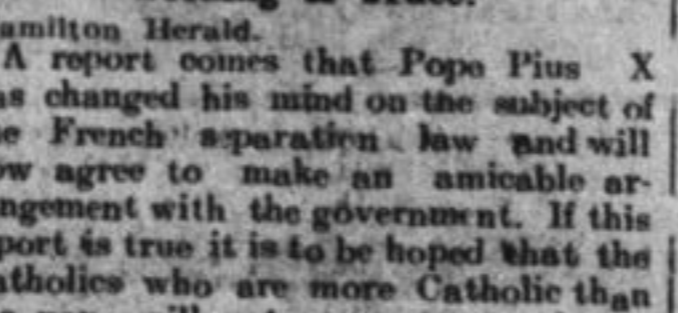 amilton Herald.
A report comes that Pope Pius X
as changed his mind on the subject of
e French separation law and will
ow agree to make an amicable ar-
ngement with the government. If this
port is true it is to be hoped that the
atholics who are more Catholic than